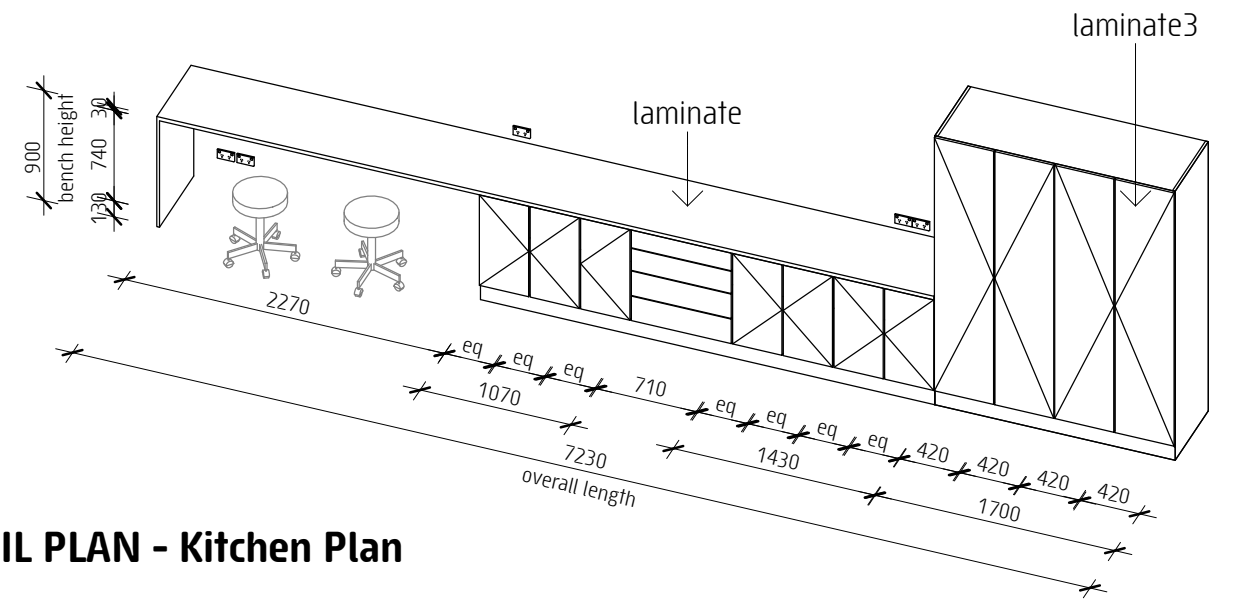 laminate3
laminate
900
bench height
30
740
130
2270
eq
eq
eq
710
eq
eq
eq
eq
420
420
420
420
1070
1430
1700
7230
overall length
IL PLAN - Kitchen Plan